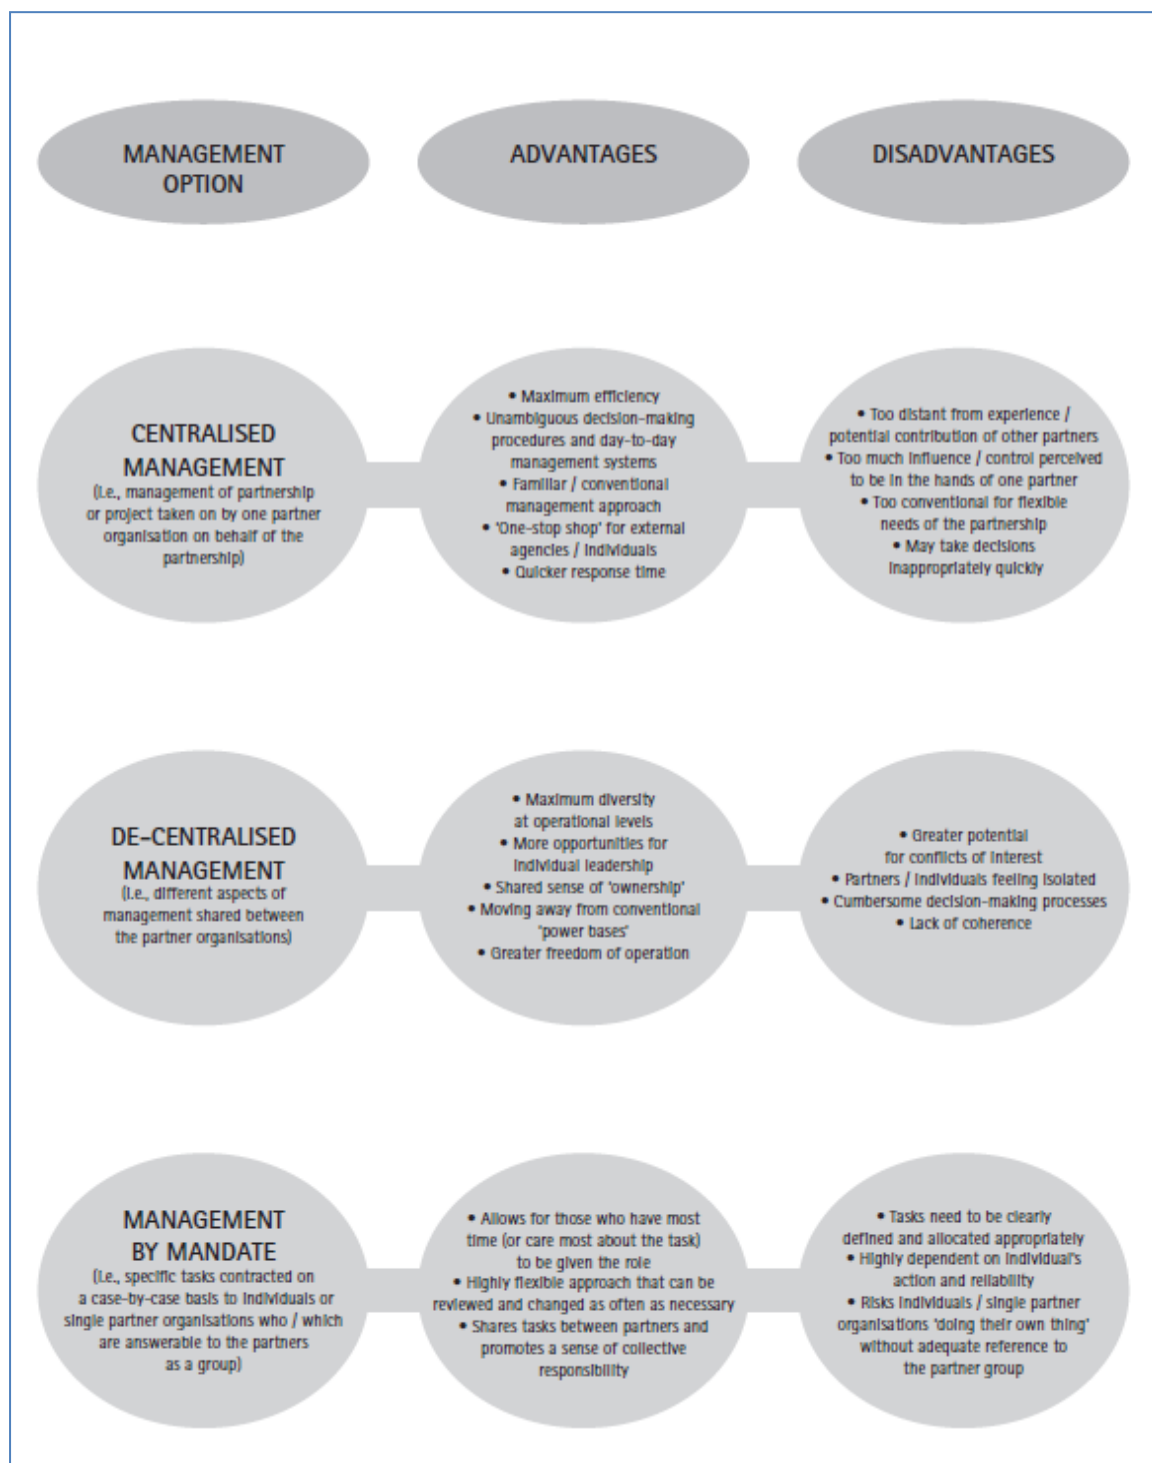 MANAGEMENT
OPTION
ADVANTAGES
DISADVANTAGES
CENTRALISED
MANAGEMENT
(i.e., management of partnership
or project taken on by one partner
organisation on behalf of the
partnership)
• Maximum efficiency
• Unambiguous decision-making
procedures and day-to-day
management systems
• Familiar / conventional
management approach
• 'One-stop shop' for external
agencies / individuals
• Quicker response time
• Too distant from experience /
potential contribution of other partners
• Too much influence / control perceived
to be in the hands of one partner
• Too conventional for flexible
needs of the partnership
• May take decisions
inappropriately quickly
DE-CENTRALISED
MANAGEMENT
(i.e., different aspects of
management shared between
the partner organisations)
• Maximum diversity
at operational levels
• More opportunities for
individual leadership
• Shared sense of 'ownership'
• Moving away from conventional
'power bases'
• Greater freedom of operation
• Greater potential
for conflicts of interest
• Partners / individuals feeling isolated
• Cumbersome decision-making processes
• Lack of coherence
MANAGEMENT
BY MANDATE
(i.e., specific tasks contracted on
a case-by-case basis to individuals or
single partner organisations who / which
are answerable to the partners
as a group)
• Allows for those who have most
time (or care most about the task)
to be given the role
• Highly flexible approach that can be
reviewed and changed as often as necessary
• Shares tasks between partners and
promotes a sense of collective
responsibility
• Tasks need to be clearly
defined and allocated appropriately
• Highly dependent on individual's
action and reliability
• Risks individuals / single partner
organisations 'doing their own thing'
without adequate reference to
the partner group